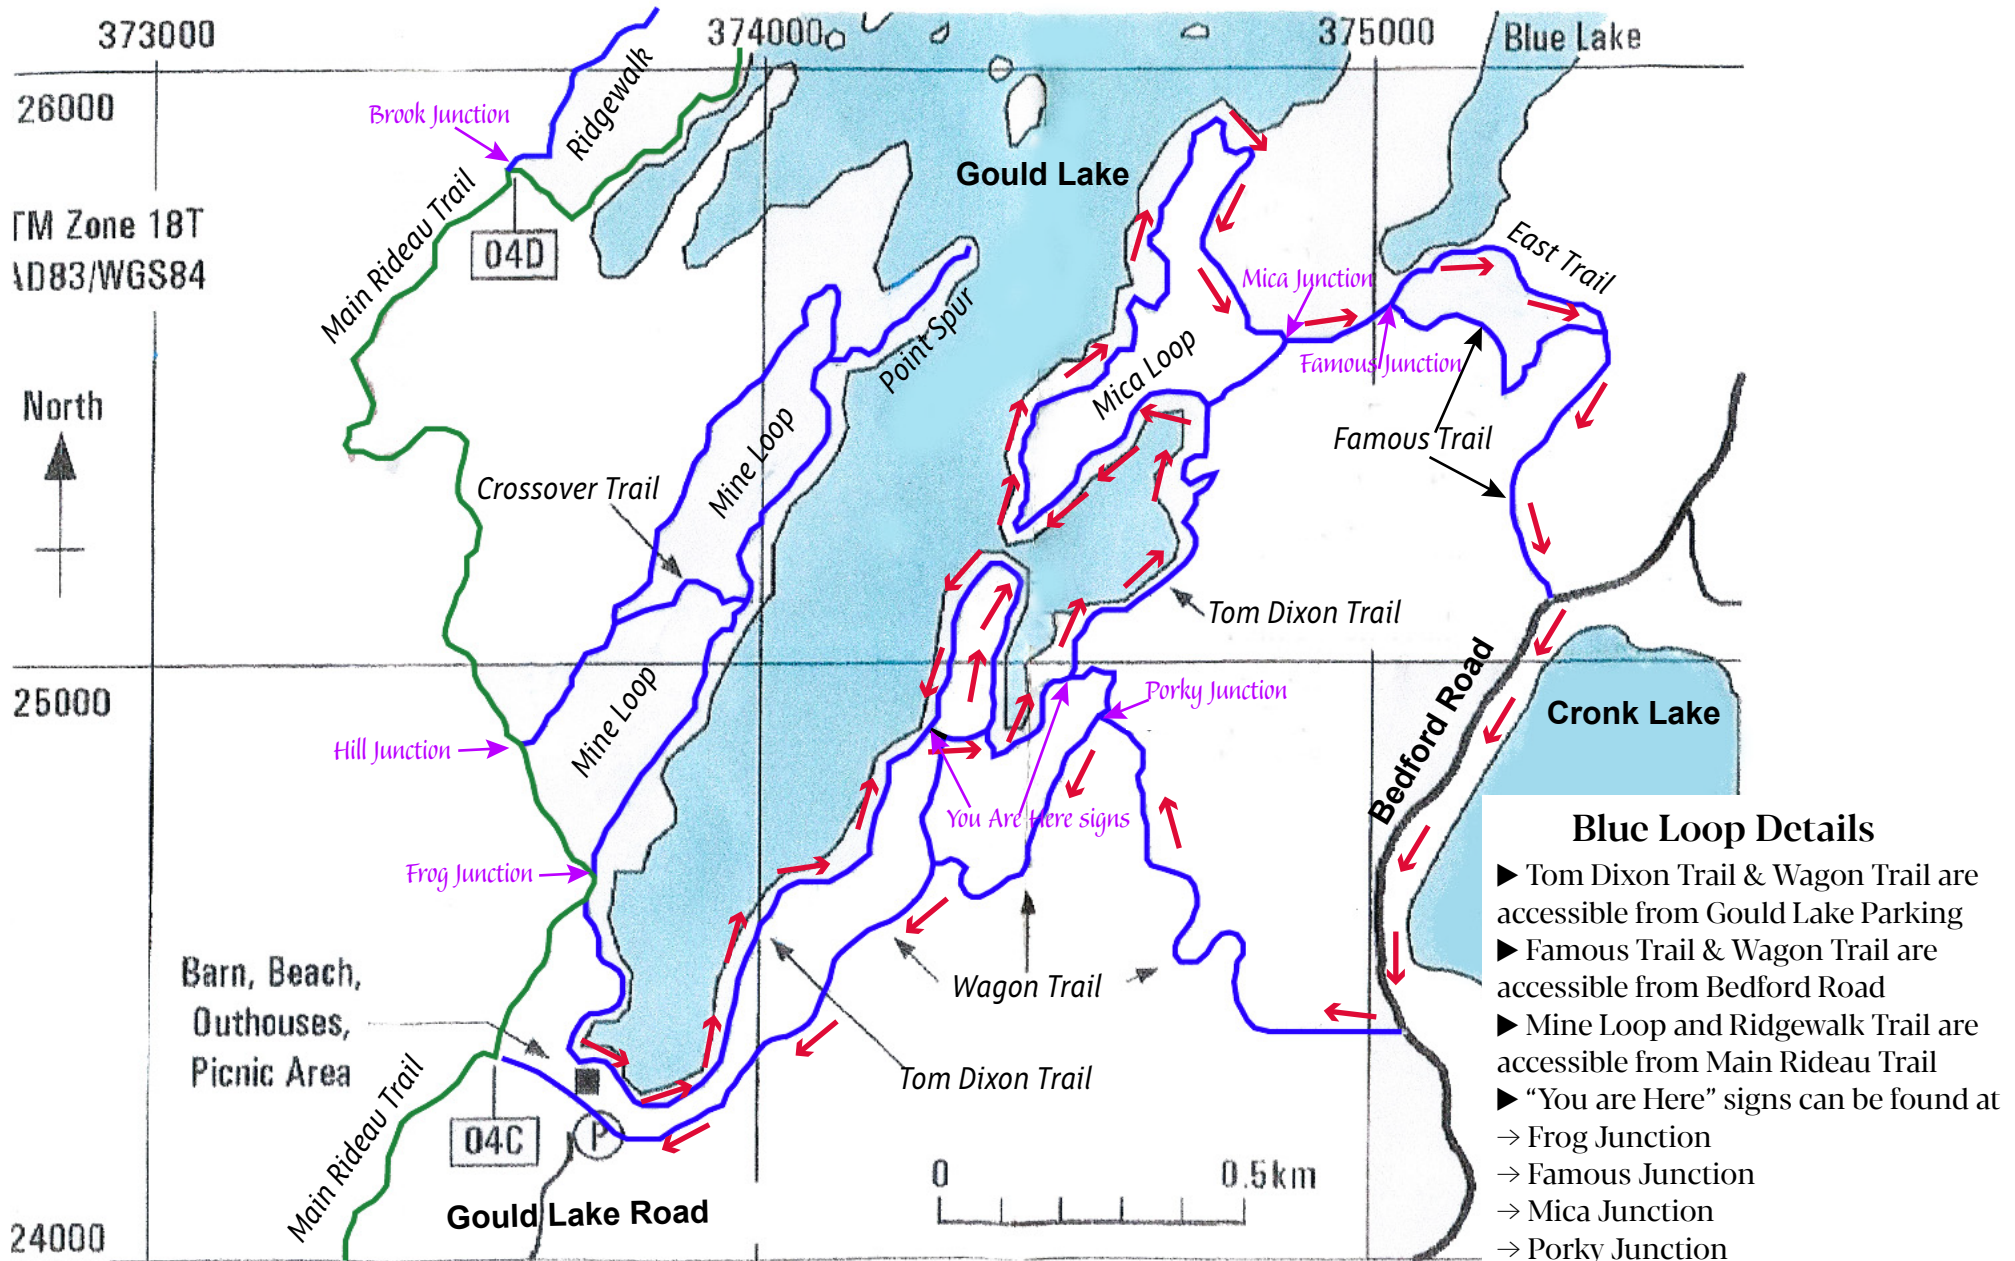 373000
374000
375000
Blue Lake
26000
Brook Junction
Ridgewalk
Gould Lake
Main Rideau Trail
TM Zone 18T
AD83/WGS84
04D
East Trail
Mica Junction
Point Spur
Famous Junction
Mica Loop
North
Mine Loop
Famous Trail
Crossover Trail
Tom Dixon Trail
25000
Porky Junction
Bedford Road
Cronk Lake
Hill Junction
Mine Loop
You Are Here signs
Frog Junction
Barn, Beach,
Outhouses,
Picnic Area
Wagon Trail
Tom Dixon Trail
Main Rideau Trail
04C
P
Gould Lake Road
0
0.5km
24000
Blue Loop Details
▶ Tom Dixon Trail & Wagon Trail are
accessible from Gould Lake Parking
▶ Famous Trail & Wagon Trail are
accessible from Bedford Road
▶ Mine Loop and Ridgewalk Trail are
accessible from Main Rideau Trail
▶ “You are Here” signs can be found at
→ Frog Junction
→ Famous Junction
→ Mica Junction
→ Porky Junction